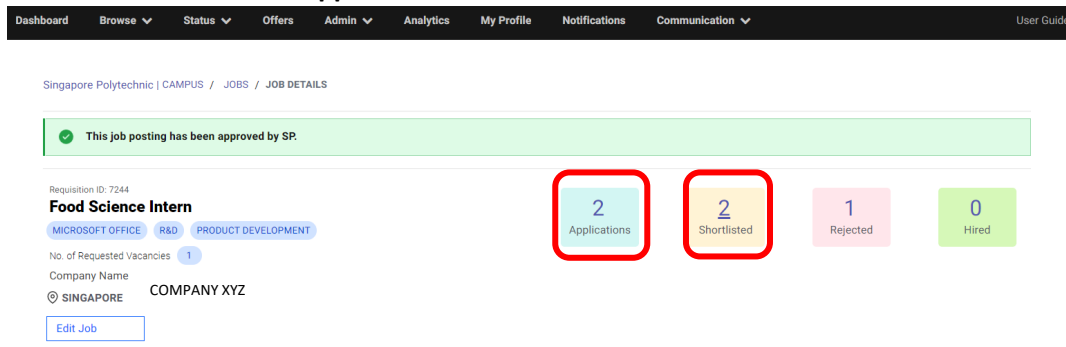 Dashboard Browse Status Offers Admin Analytics My Profile Notifications Communication User Guide
Singapore Polytechnic | CAMPUS / JOBS / JOB DETAILS
This job posting has been approved by SP.
Requisition ID: 7244
Food Science Intern
MICROSOFT OFFICE R&D PRODUCT DEVELOPMENT
No. of Requested Vacancies 1
Company Name
SINGAPORE COMPANY XYZ
Edit Job
2 Applications
2 Shortlisted
1 Rejected
0 Hired